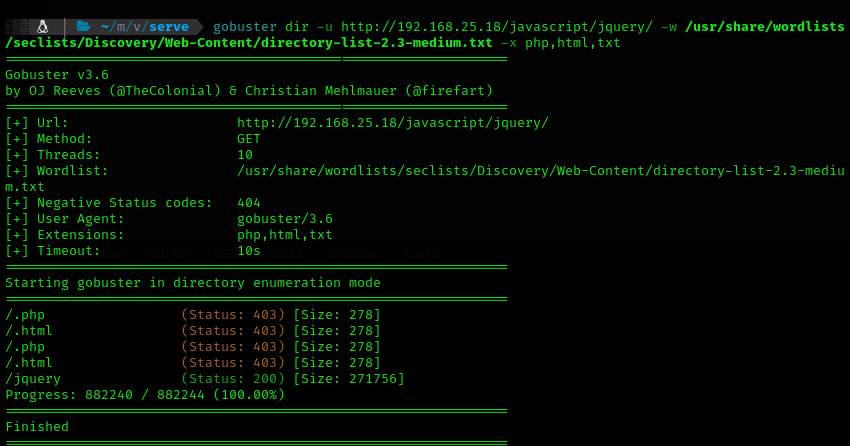 ~/m/v/serve gobuster dir -u http://192.168.25.18/javascript/jquery/ -w /usr/share/wordlists
/seclists/Discovery/Web-Content/directory-list-2.3-medium.txt -x php,html,txt
===============================================================
Gobuster v3.6
by OJ Reeves (@TheColonial) & Christian Mehlmauer (@firefart)
===============================================================
[+] Url:                     http://192.168.25.18/javascript/jquery/
[+] Method:                  GET
[+] Threads:                 10
[+] Wordlist:                /usr/share/wordlists/seclists/Discovery/Web-Content/directory-list-2.3-mediu
m.txt
[+] Negative Status codes:   404
[+] User Agent:              gobuster/3.6
[+] Extensions:              php,html,txt
[+] Timeout:                 10s
===============================================================
Starting gobuster in directory enumeration mode
===============================================================
/.php                 (Status: 403) [Size: 278]
/.html                (Status: 403) [Size: 278]
/.php                 (Status: 403) [Size: 278]
/.html                (Status: 403) [Size: 278]
/jquery               (Status: 200) [Size: 271756]
Progress: 882240 / 882244 (100.00%)
===============================================================
Finished
===============================================================